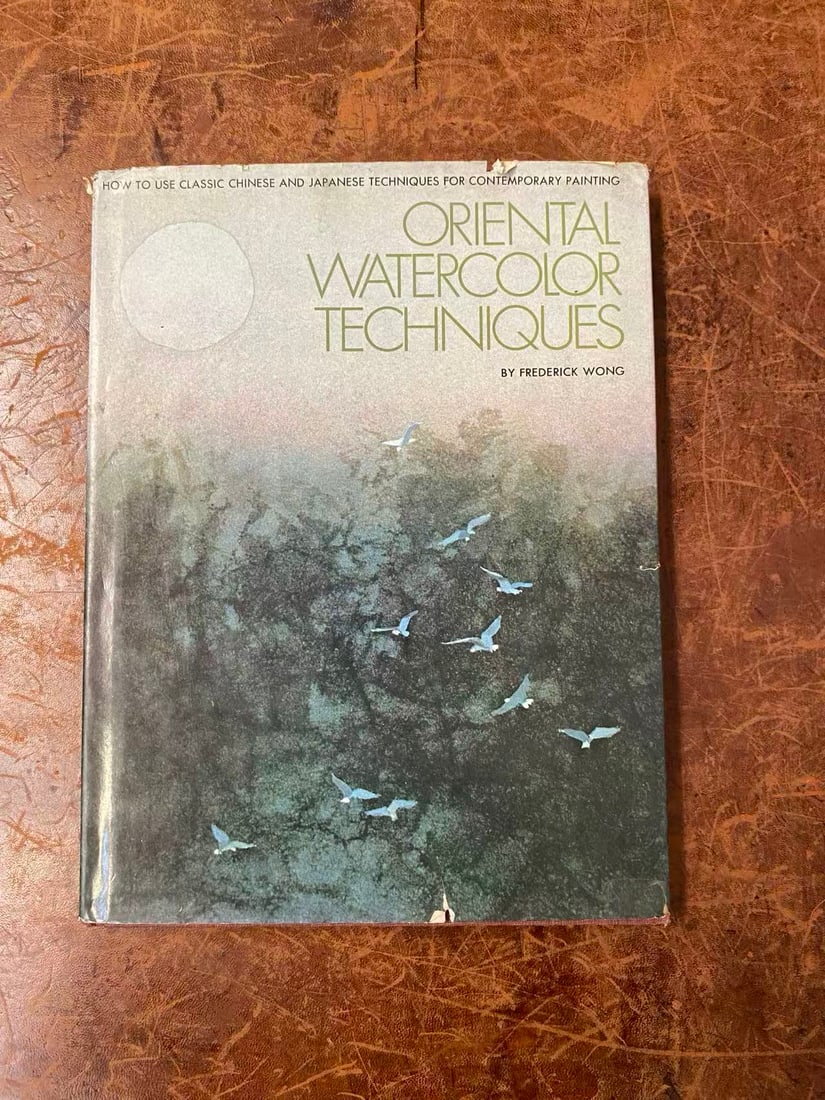 HOW TO USE CLASSIC CHINESE AND JAPANESE TECHNIQUES FOR CONTEMPORARY PAINTING
ORIENTAL
WATERCOLOR
TECHNIQUES
BY FREDERICK WONG